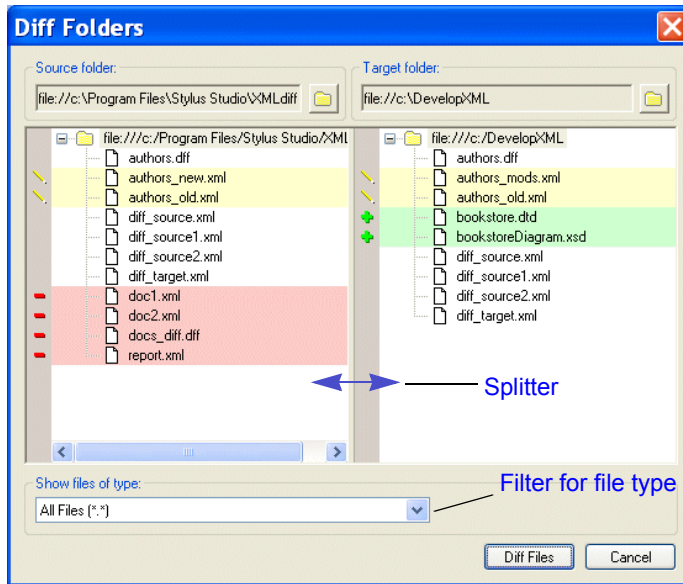 Diff Folders
Source folder:
file://c:\Program Files\Stylus Studio\XMLdiff
Target folder:
file://c:\DevelopXML
file:///c:/Program Files/Stylus Studio/XML
authors.dff
authors_new.xml
authors_old.xml
diff_source.xml
diff_source1.xml
diff_source2.xml
diff_target.xml
doc1.xml
doc2.xml
docs_diff.dff
report.xml
file:///c:/DevelopXML
authors.dff
authors_mods.xml
authors_old.xml
bookstore.dtd
bookstoreDiagram.xsd
diff_source.xml
diff_source1.xml
diff_source2.xml
diff_target.xml
Splitter
Show files of type:
All Files (*.*)
Filter for file type
Diff Files
Cancel